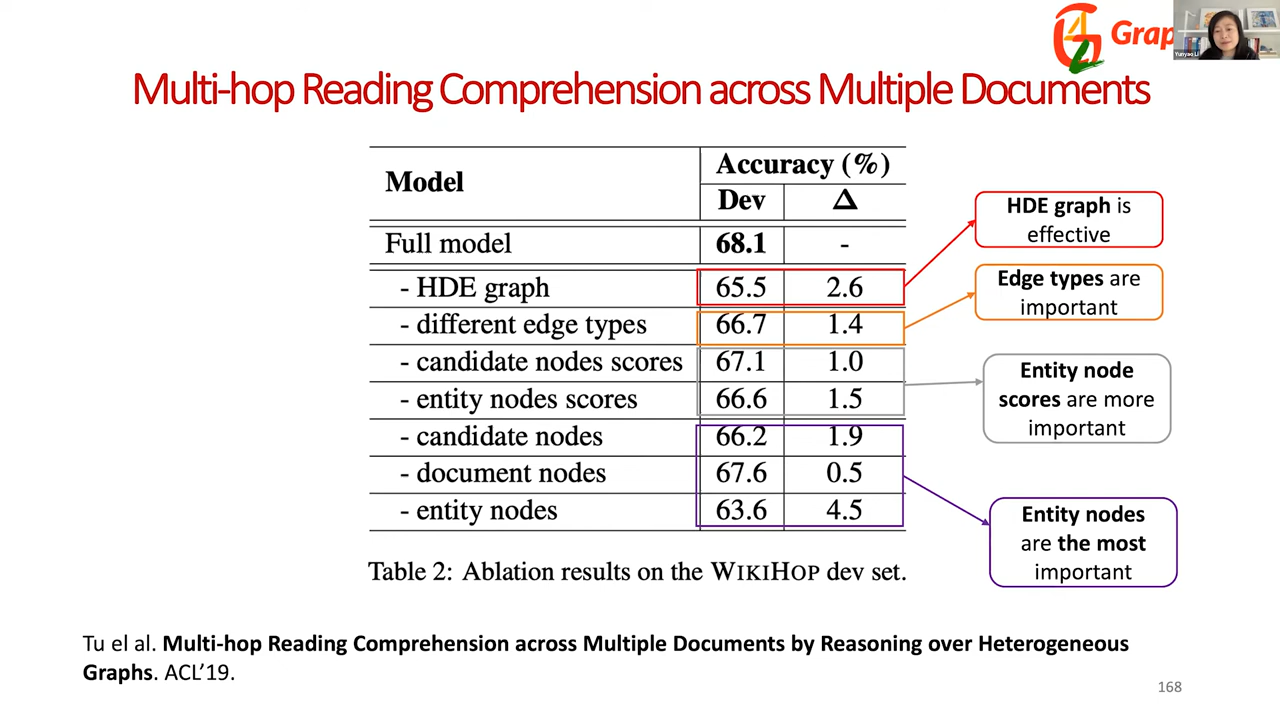 Grap
Yunyao Li
Multi-hop Reading Comprehension across Multiple Documents
Model
Accuracy (%)
Dev
Δ
Full model
68.1
-
- HDE graph
65.5
2.6
- different edge types
66.7
1.4
- candidate nodes scores
67.1
1.0
- entity nodes scores
66.6
1.5
- candidate nodes
66.2
1.9
- document nodes
67.6
0.5
- entity nodes
63.6
4.5
HDE graph is
effective
Edge types are
important
Entity node
scores are more
important
Entity nodes
are the most
important
Table 2: Ablation results on the WIKIHOP dev set.
Tu el al. Multi-hop Reading Comprehension across Multiple Documents by Reasoning over Heterogeneous
Graphs. ACL’19.
168